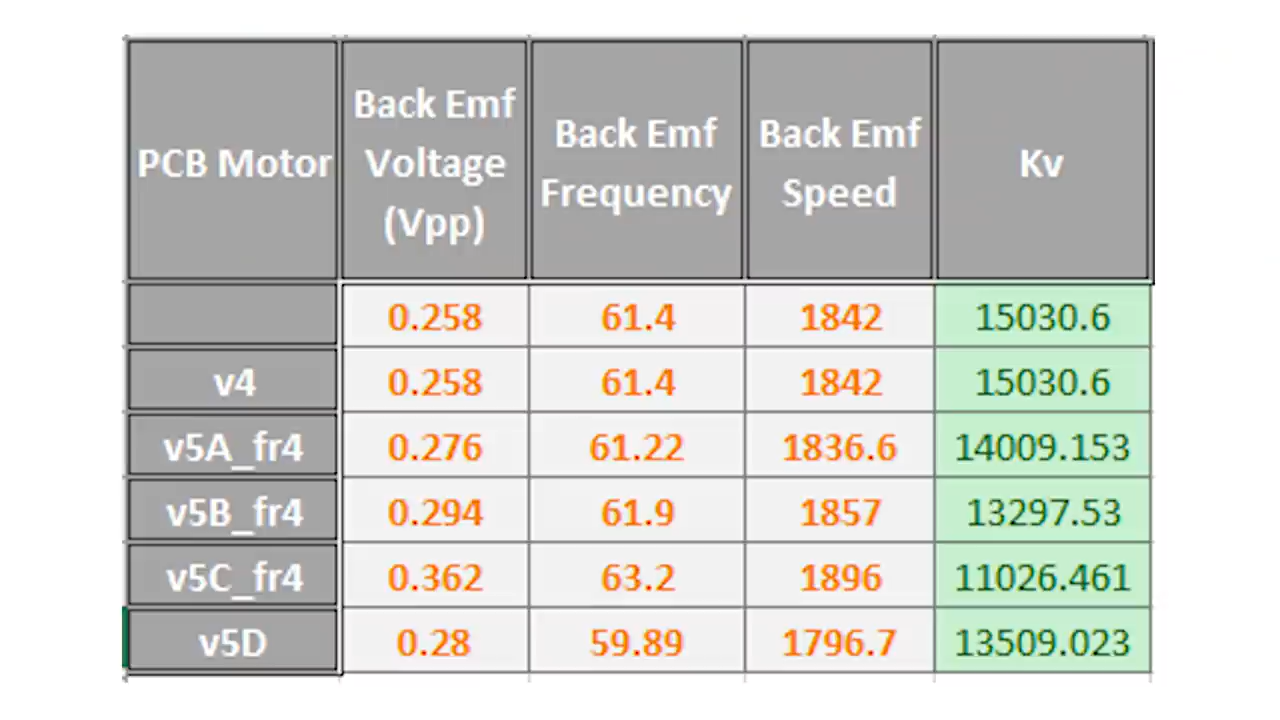 PCB Motor Back Emf Voltage (Vpp) Back Emf Frequency Back Emf Speed Kv
0.258 61.4 1842 15030.6
v4 0.258 61.4 1842 15030.6
v5A_fr4 0.276 61.22 1836.6 14009.153
v5B_fr4 0.294 61.9 1857 13297.53
v5C_fr4 0.362 63.2 1896 11026.461
v5D 0.28 59.89 1796.7 13509.023